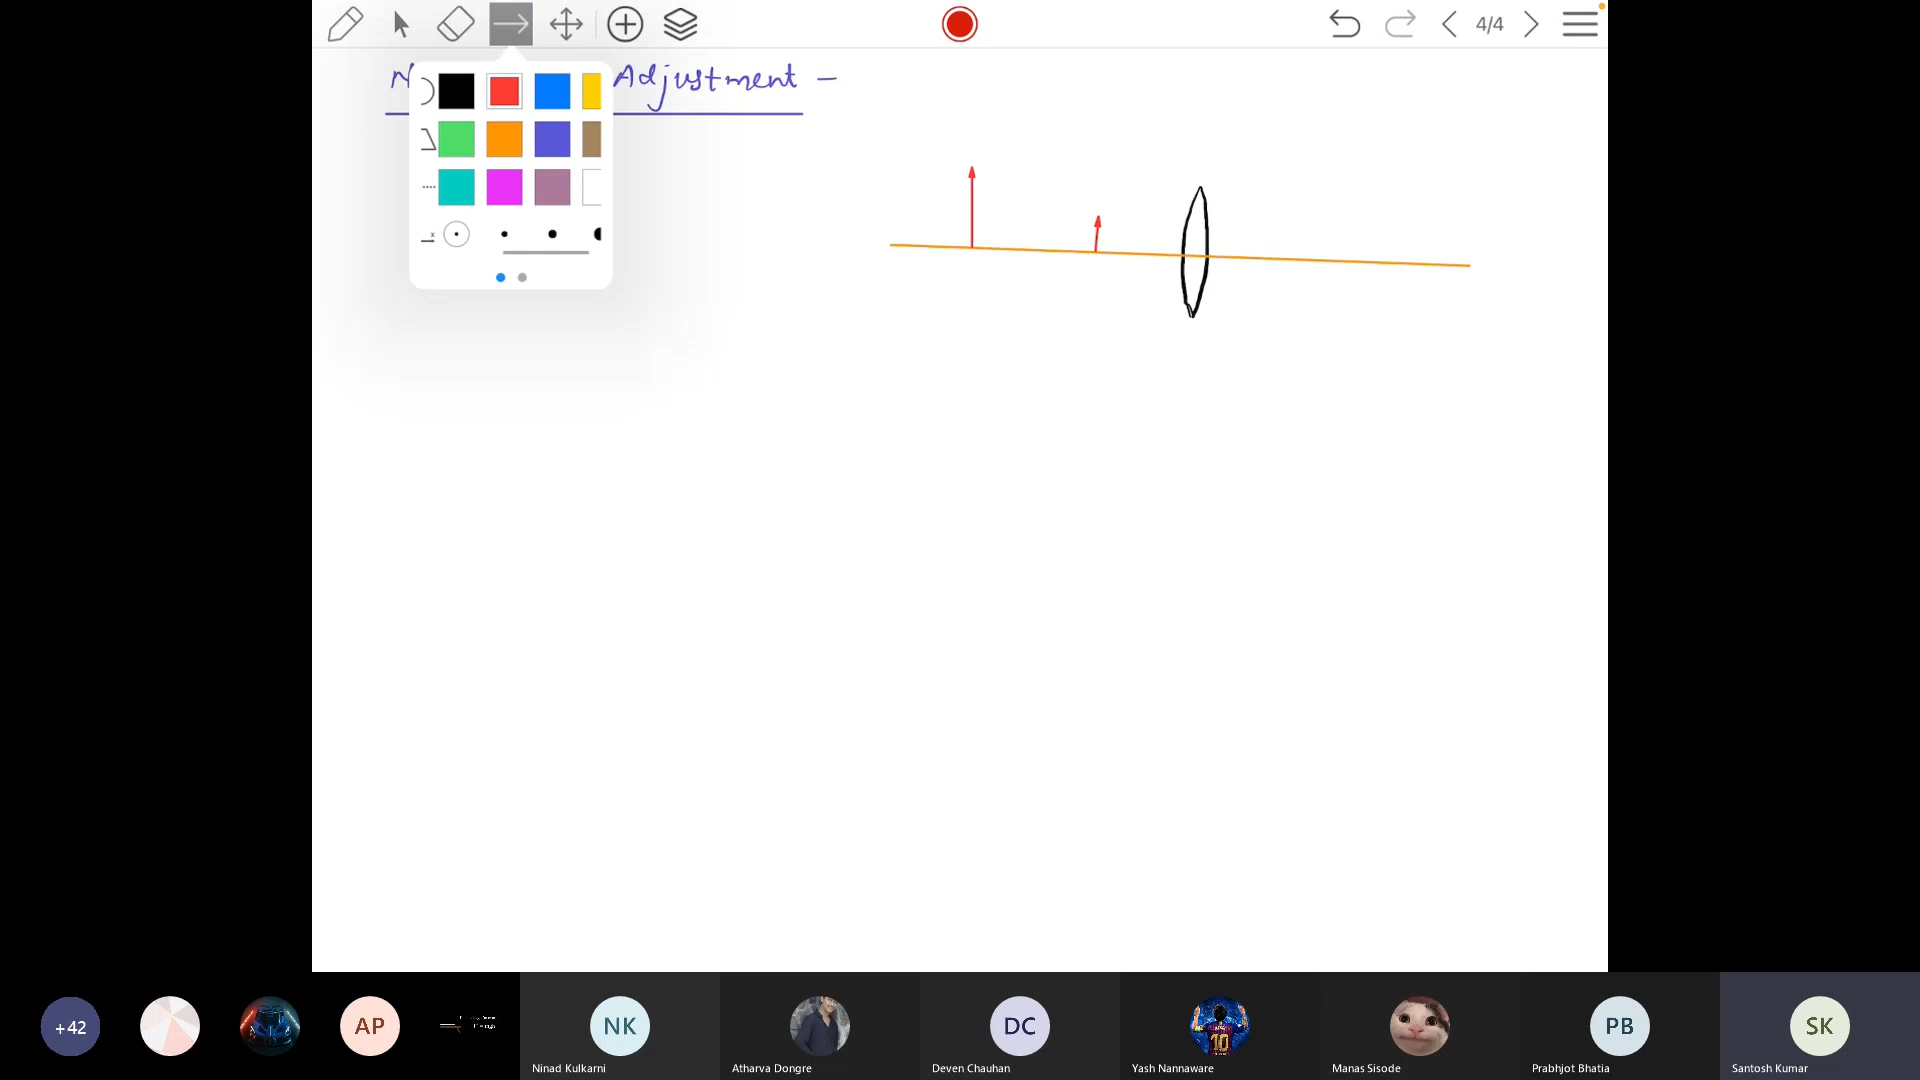 4/4
Adjustment –
+42
AP
NK
Ninad Kulkarni
Atharva Dongre
DC
Deven Chauhan
10
Yash Nannaware
Manas Sisode
PB
Prabhjot Bhatia
SK
Santosh Kumar